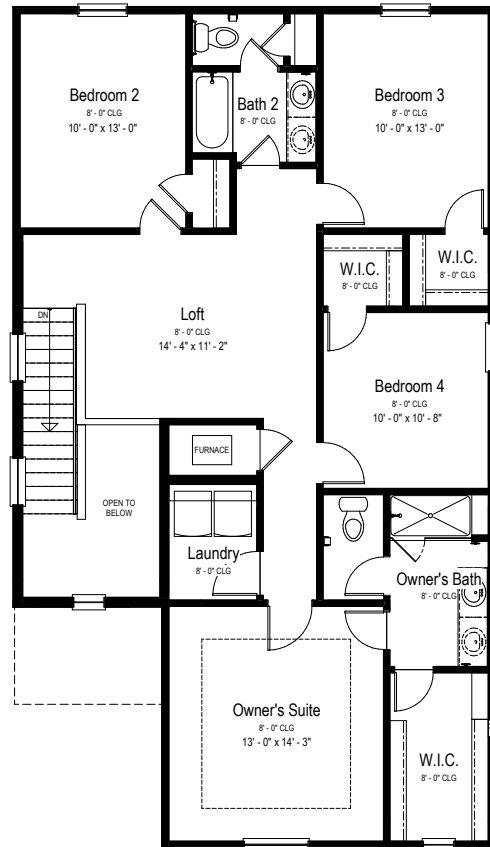 Bedroom 2
8' - 0" CLG
10' - 0" x 13' - 0"
Bath 2
8' - 0" CLG
Bedroom 3
8' - 0" CLG
10' - 0" x 13' - 0"
W.I.C.
8' - 0" CLG
W.I.C.
8' - 0" CLG
DN
Loft
8' - 0" CLG
14' - 4" x 11' - 2"
Bedroom 4
8' - 0" CLG
10' - 0" x 10' - 8"
FURNACE
OPEN TO
BELOW
Laundry
8' - 0" CLG
Owner's Bath
8' - 0" CLG
Owner's Suite
8' - 0" CLG
13' - 0" x 14' - 3"
W.I.C.
8' - 0" CLG